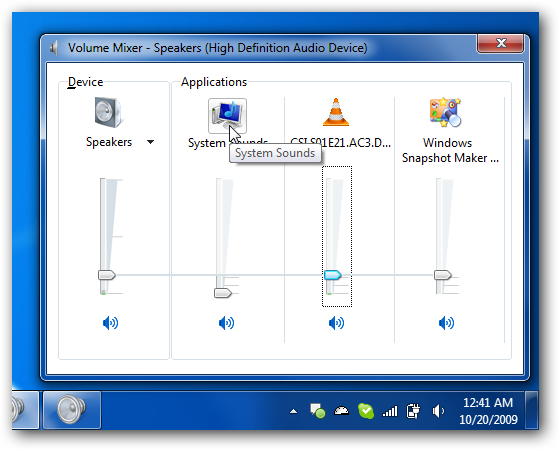 Volume Mixer - Speakers (High Definition Audio Device)
Device
Applications
Speakers
System Sounds
CSI.S01E21.AC3.D...
Windows
Snapshot Maker ...
System Sounds
12:41 AM
10/20/2009